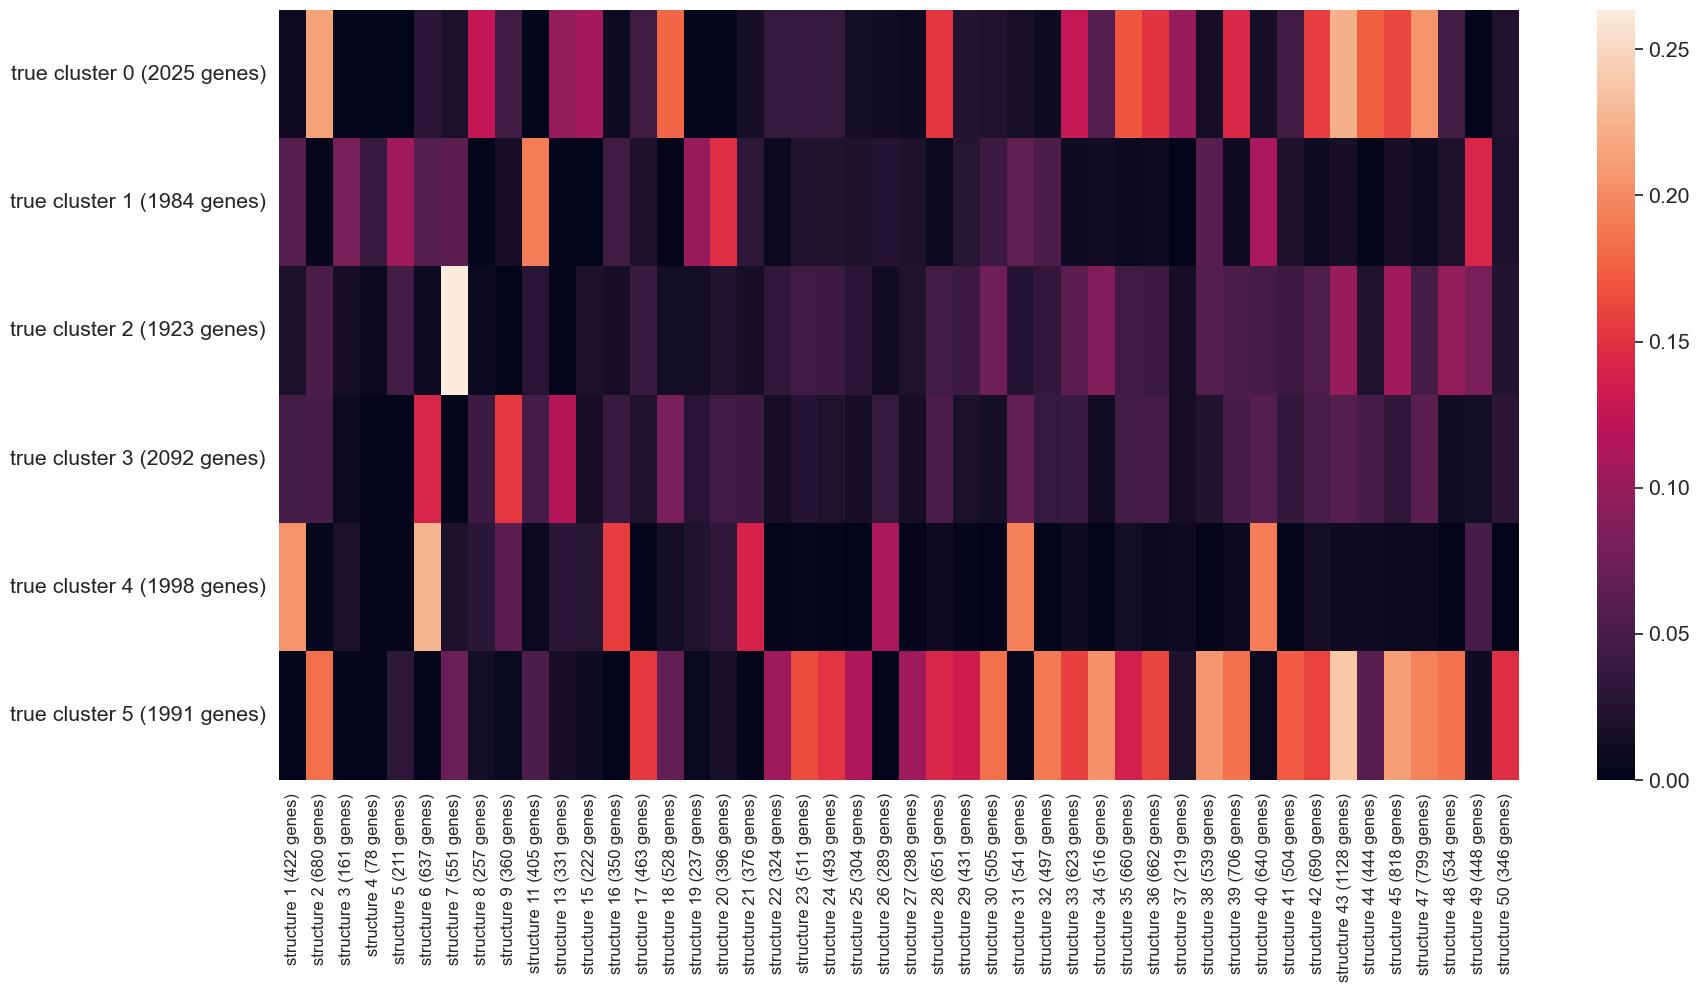 true cluster 0 (2025 genes)
true cluster 1 (1984 genes)
true cluster 2 (1923 genes)
true cluster 3 (2092 genes)
true cluster 4 (1998 genes)
true cluster 5 (1991 genes)
0.25
0.20
0.15
0.10
0.05
0.00
structure 1 (422 genes)
structure 2 (680 genes)
structure 3 (161 genes)
structure 4 (78 genes)
structure 5 (211 genes)
structure 6 (637 genes)
structure 7 (551 genes)
structure 8 (257 genes)
structure 9 (360 genes)
structure 11 (405 genes)
structure 13 (331 genes)
structure 15 (222 genes)
structure 16 (350 genes)
structure 17 (463 genes)
structure 18 (528 genes)
structure 19 (237 genes)
structure 20 (396 genes)
structure 21 (376 genes)
structure 22 (324 genes)
structure 23 (511 genes)
structure 24 (493 genes)
structure 25 (304 genes)
structure 26 (289 genes)
structure 27 (298 genes)
structure 28 (651 genes)
structure 29 (431 genes)
structure 30 (505 genes)
structure 31 (541 genes)
structure 32 (497 genes)
structure 33 (623 genes)
structure 34 (516 genes)
structure 35 (660 genes)
structure 36 (662 genes)
structure 37 (219 genes)
structure 38 (539 genes)
structure 39 (706 genes)
structure 40 (640 genes)
structure 41 (504 genes)
structure 42 (690 genes)
structure 43 (1128 genes)
structure 44 (444 genes)
structure 45 (818 genes)
structure 47 (799 genes)
structure 48 (534 genes)
structure 49 (448 genes)
structure 50 (346 genes)